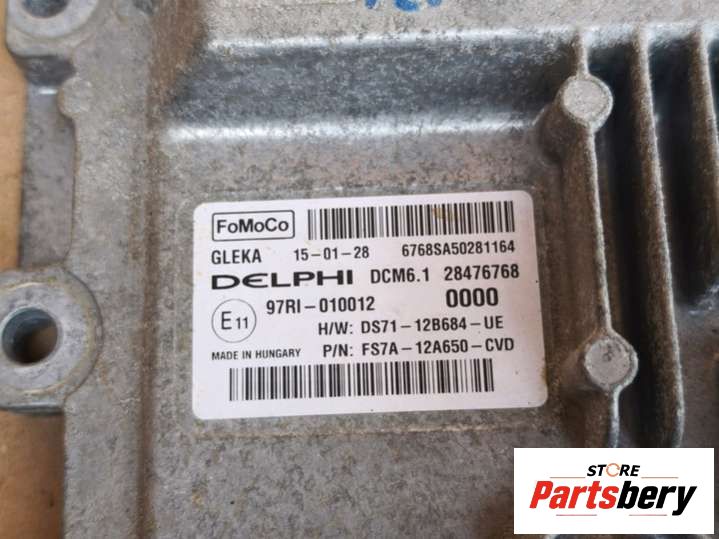 FoMoCo
GLEKA 15-01-28 6768SA50281164
DELPHI DCM6.1 28476768
E11 97RI-010012 0000
H/W: DS71-12B684-UE
MADE IN HUNGARY P/N: FS7A-12A650-CVD
STORE
Partsbery